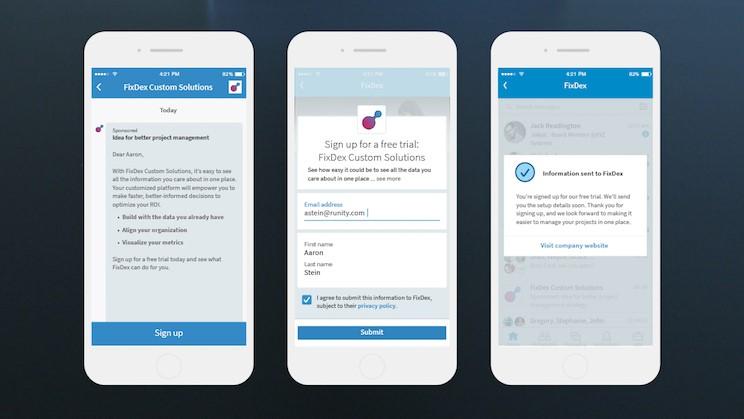 4:21 PM
82%
FixDex Custom Solutions
Today
Sponsored
Idea for better project management
Dear Aaron,
With FixDex Custom Solutions, it's easy to see
all the information you care about in one place.
Your customized platform will empower you to
make faster, better-informed decisions to
optimize your ROI.
• Build with the data you already have
• Align your organization
• Visualize your metrics
Sign up for a free trial today and see what
FixDex can do for you.
Sign up
4:21 PM
82%
FixDex
Sign up for a free trial:
FixDex Custom Solutions
See how easy it could be to see all the data you
care about in one place ... see more
Email address
astein@runity.com
First name
Aaron
Last name
Stein
I agree to submit this information to FixDex,
subject to their privacy policy.
Submit
4:21 PM
82%
FixDex
Search messages
Jack Readington
Information sent to FixDex
You're signed up for our free trial. We'll send
you the setup details soon. Thank you for
signing up, and we look forward to making it
easier to manage your projects in one place.
Visit company website
FixDex Custom Solutions
Gregory, Stephanie, John